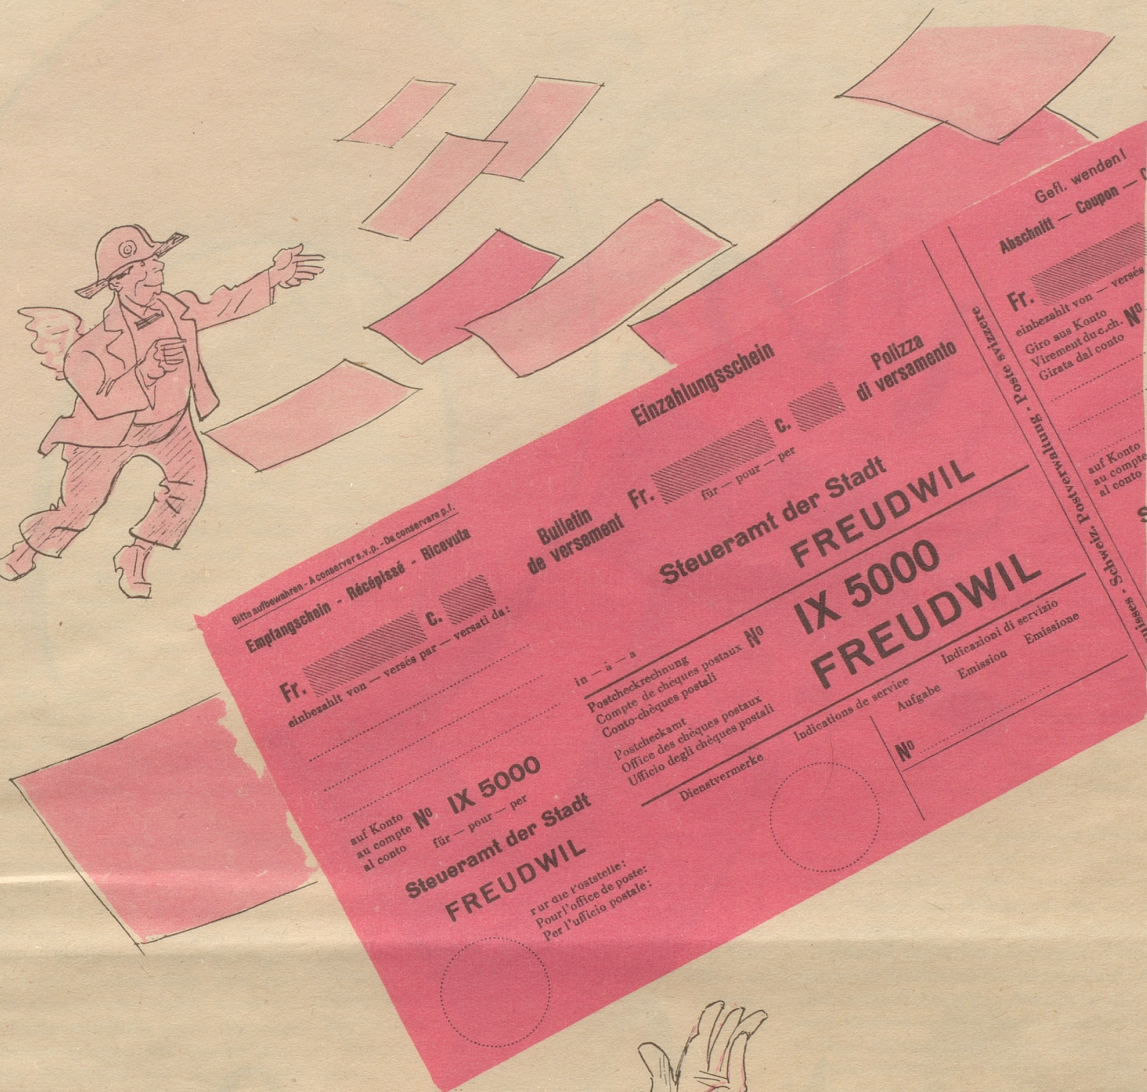 Bitte aufbewahren - A conserver s.v.p. - Da conservare p.f.
Empfangschein - Récépissé - Ricevuta
Fr. c.
einbezahlt von — versés par — versati da:
auf Konto
au compte
al conto
No IX 5000
für — pour — per
Steueramt der Stadt
FREUDWIL
Pour l'office de poste:
Per l'ufficio postale:
Einzahlungsschein
Bulletin
de versement
Polizza
di versamento
Fr. c.
für — pour — per
Steueramt der Stadt
FREUDWIL
in — à — a
Postcheckrechnung
Compte de chèques postaux
Conto-chèques postali
No
IX 5000
Postcheckamt
Office des chèques postaux
Ufficio degli chèques postali
FREUDWIL
Dienstvermerke
Indications de service
Indicazioni di servizio
Aufgabe
Emission
Emissione
No
Schweiz. Postverwaltung - Poste svizzere
Gefl. wenden!
Abschnitt — Coupon —
Fr.
einbezahlt von — versés
Giro aus Konto
Virement du c. ch.
Girata dal conto
No
auf Konto
au compte
al conto